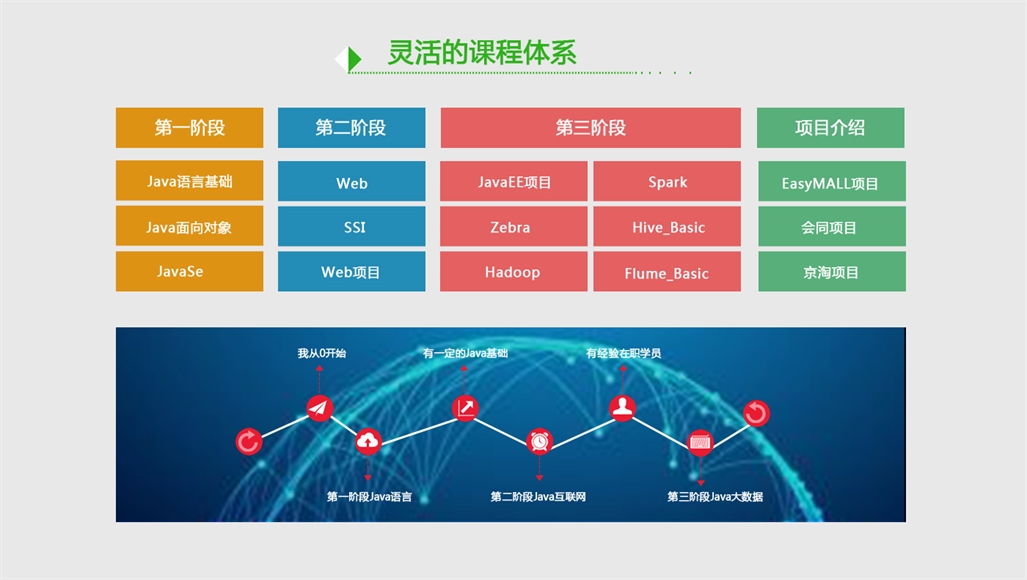 灵活的课程体系
第一阶段 第二阶段 第三阶段 项目介绍
Java语言基础 Web JavaEE项目 Spark EasyMALL项目
Java面向对象 SSI Zebra Hive_Basic 会同项目
JavaSe Web项目 Hadoop Flume_Basic 京淘项目
我从0开始 有一定的Java基础 有经验在职学员
第一阶段Java语言 第二阶段Java互联网 第三阶段Java大数据